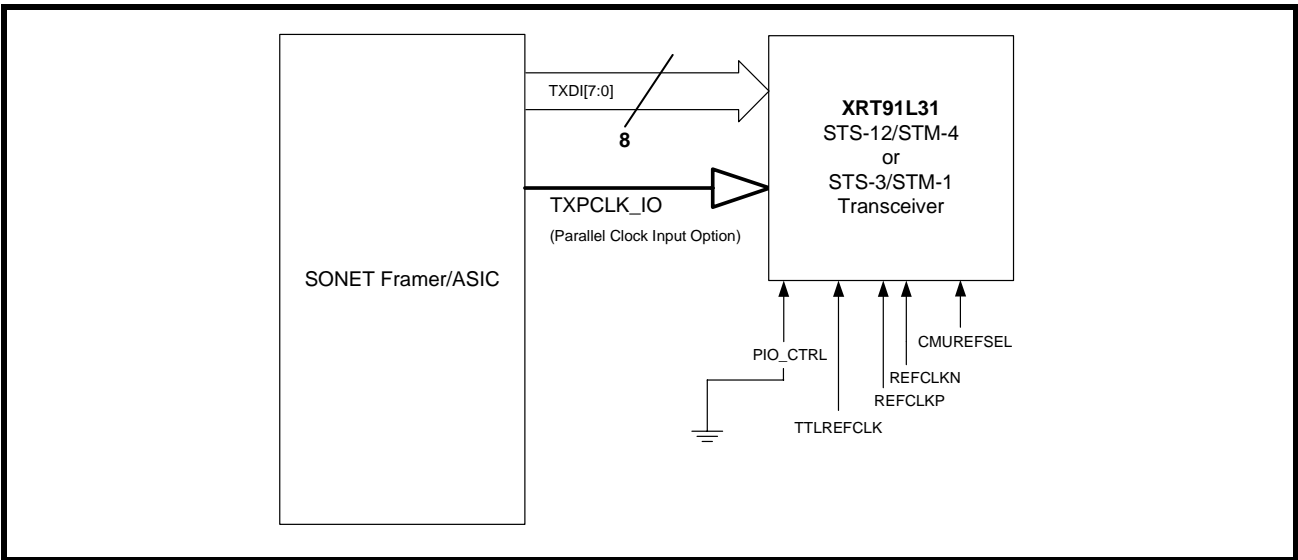 TXDI[7:0]
8
TXPCLK_IO
(Parallel Clock Input Option)
SONET Framer/ASIC
XRT91L31
STS-12/STM-4
or
STS-3/STM-1
Transceiver
PIO_CTRL
CMUREFSEL
REFCLKN
REFCLKP
TTLREFCLK